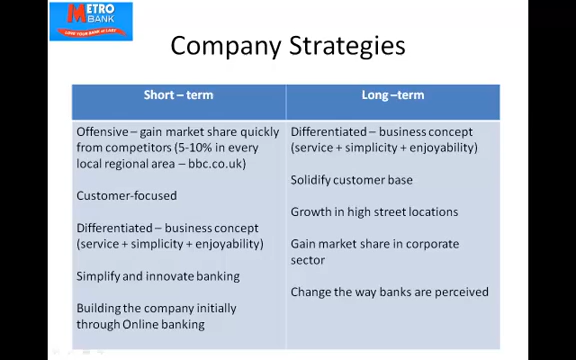 METRO
BANK
LOVE YOUR BANK AT LAST
Company Strategies
Short – term
Long –term
Offensive – gain market share quickly
from competitors (5-10% in every
local regional area – bbc.co.uk)
Customer-focused
Differentiated – business concept
(service + simplicity + enjoyability)
Simplify and innovate banking
Building the company initially
through Online banking
Differentiated – business concept
(service + simplicity + enjoyability)
Solidify customer base
Growth in high street locations
Gain market share in corporate
sector
Change the way banks are perceived